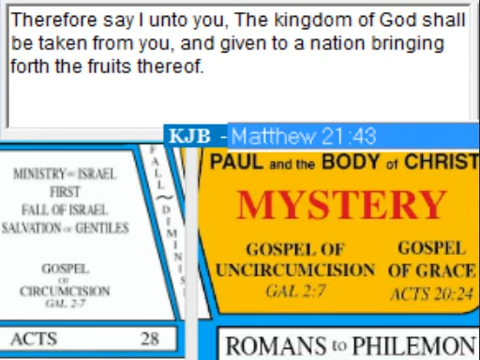 Therefore say I unto you, The kingdom of God shall
be taken from you, and given to a nation bringing
forth the fruits thereof.
KJB - Matthew 21:43
MINISTRY TO ISRAEL
FIRST
FALL OF ISRAEL
SALVATION OF GENTILES
GOSPEL
OF
CIRCUMCISION
GAL 2:7
FALL ~ DIMINIS
ACTS 28
PAUL and the BODY of CHRIST
MYSTERY
GOSPEL OF
UNCIRCUMCISION
GAL 2:7
GOSPEL
OF GRACE
ACTS 20:24
ROMANS to PHILEMON